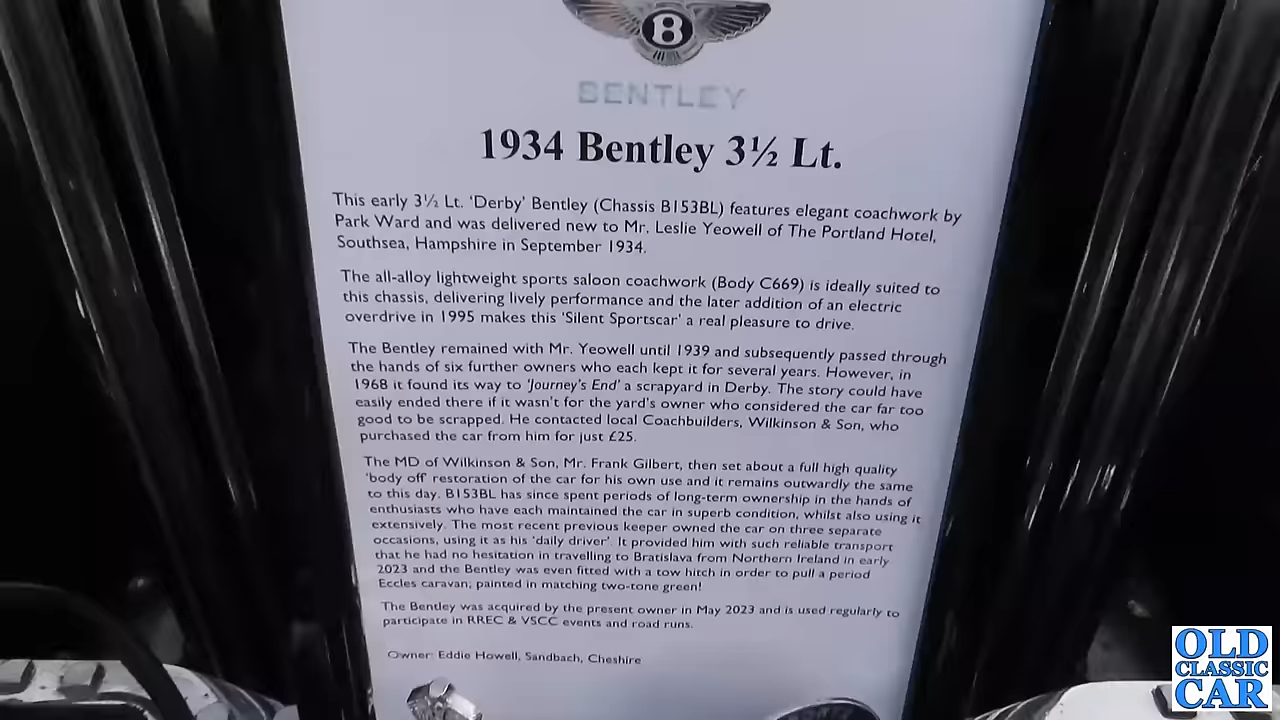 B
BENTLEY
1934 Bentley 3½ Lt.
This early 3½ Lt. 'Derby' Bentley (Chassis B153BL) features elegant coachwork by
Park Ward and was delivered new to Mr. Leslie Yeowell of The Portland Hotel,
Southsea, Hampshire in September 1934.
The all-alloy lightweight sports saloon coachwork (Body C669) is ideally suited to
this chassis, delivering lively performance and the later addition of an electric
overdrive in 1995 makes this 'Silent Sportscar' a real pleasure to drive.
The Bentley remained with Mr. Yeowell until 1939 and subsequently passed through
the hands of six further owners who each kept it for several years. However, in
1968 it found its way to 'Journey's End' a scrapyard in Derby. The story could have
easily ended there if it wasn't for the yard's owner who considered the car far too
good to be scrapped. He contacted local Coachbuilders, Wilkinson & Son, who
purchased the car from him for just £25.
The MD of Wilkinson & Son, Mr. Frank Gilbert, then set about a full high quality
'body off' restoration of the car for his own use and it remains outwardly the same
to this day. B153BL has since spent periods of long-term ownership in the hands of
enthusiasts who have each maintained the car in superb condition, whilst also using it
extensively. The most recent previous keeper owned the car on three separate
occasions, using it as his 'daily driver'. It provided him with such reliable transport
that he had no hesitation in travelling to Bratislava from Northern Ireland in early
2023 and the Bentley was even fitted with a tow hitch in order to pull a period
Eccles caravan; painted in matching two-tone green!
The Bentley was acquired by the present owner in May 2023 and is used regularly to
participate in RREC & VSCC events and road runs.
Owner: Eddie Howell, Sandbach, Cheshire
OLD
CLASSIC
CAR